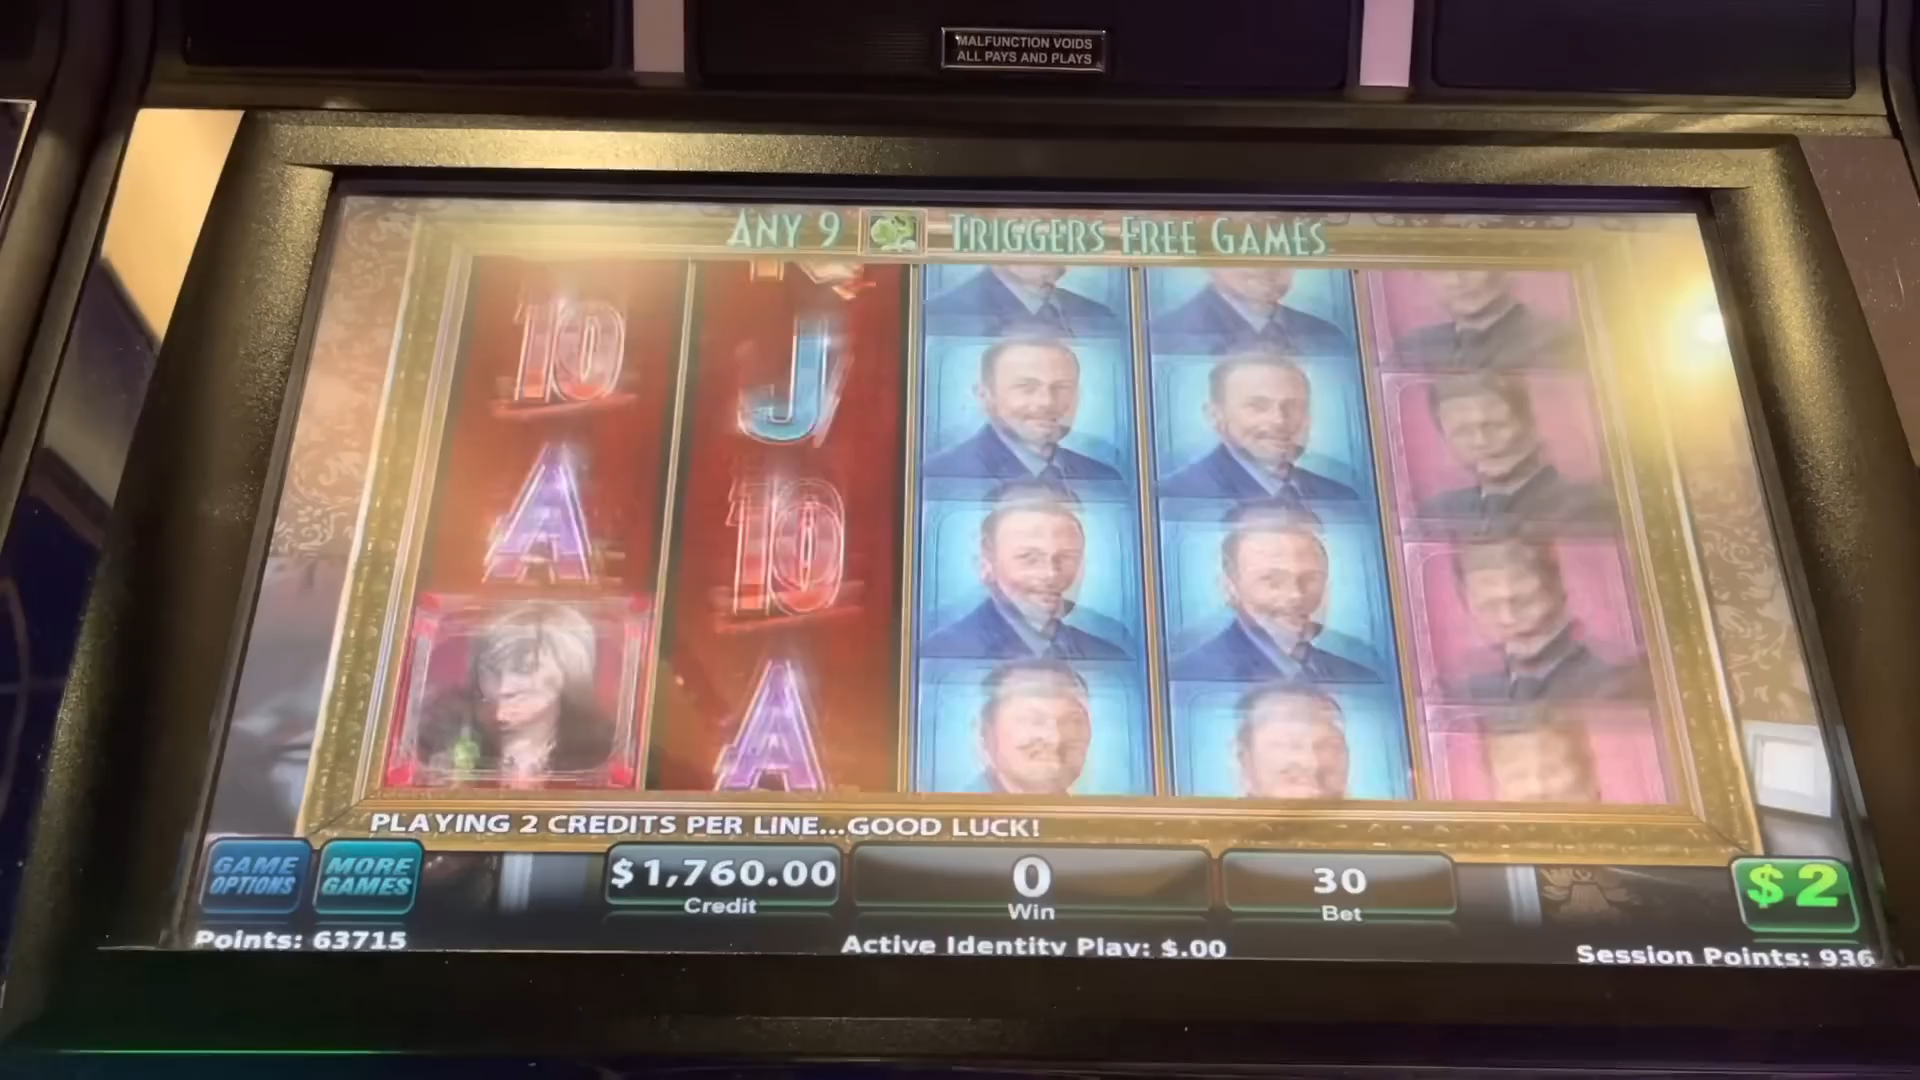 MALFUNCTION VOIDS
ALL PAYS AND PLAYS
ANY 9 TRIGGERS FREE GAMES
10
J
A
10
A
PLAYING 2 CREDITS PER LINE...GOOD LUCK!
GAME OPTIONS
MORE GAMES
$1,760.00
Credit
0
Win
30
Bet
$2
Points: 63715
Active Identity Play: $.00
Session Points: 936